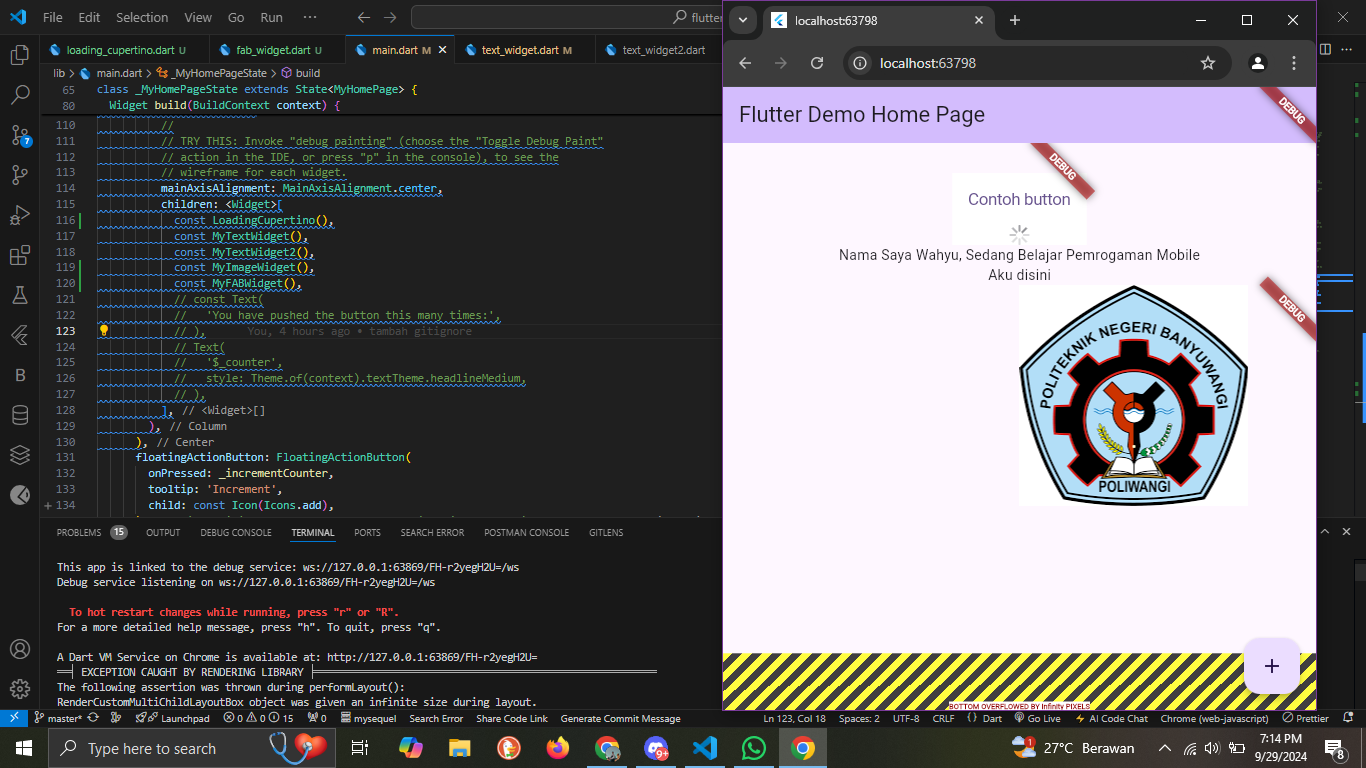 File Edit Selection View Go Run ···
flutter
loading_cupertino.dart U
fab_widget.dart U
main.dart M
text_widget.dart M
text_widget2.dart
lib > main.dart > _MyHomePageState > build
65 class _MyHomePageState extends State<MyHomePage> {
80 Widget build(BuildContext context) {
110 //
111 // TRY THIS: Invoke "debug painting" (choose the "Toggle Debug Paint"
112 // action in the IDE, or press "p" in the console), to see the
113 // wireframe for each widget.
114 mainAxisAlignment: MainAxisAlignment.center,
115 children: <Widget>[
116 const LoadingCupertino(),
117 const MyTextWidget(),
118 const MyTextWidget2(),
119 const MyImageWidget(),
120 const MyFABWidget(),
121 // const Text(
122 // 'You have pushed the button this many times:',
123 // ), You, 4 hours ago • tambah gitignore
124 // Text(
125 // '$_counter',
126 // style: Theme.of(context).textTheme.headlineMedium,
127 // ),
128 ], // <Widget>[]
129 ), // Column
130 ), // Center
131 floatingActionButton: FloatingActionButton(
132 onPressed: _incrementCounter,
133 tooltip: 'Increment',
134 child: const Icon(Icons.add),
7
PROBLEMS 15 OUTPUT DEBUG CONSOLE TERMINAL PORTS SEARCH ERROR POSTMAN CONSOLE GITLENS
This app is linked to the debug service: ws://127.0.0.1:63869/FH-r2yegH2U=/ws
Debug service listening on ws://127.0.0.1:63869/FH-r2yegH2U=/ws
To hot restart changes while running, press "r" or "R".
For a more detailed help message, press "h". To quit, press "q".
A Dart VM Service on Chrome is available at: http://127.0.0.1:63869/FH-r2yegH2U=
EXCEPTION CAUGHT BY RENDERING LIBRARY
The following assertion was thrown during performLayout():
RenderCustomMultiChildLayoutBox object was given an infinite size during layout.
localhost:63798
localhost:63798
Flutter Demo Home Page
DEBUG
DEBUG
Contoh button
Nama Saya Wahyu, Sedang Belajar Pemrogaman Mobile
Aku disini
DEBUG
POLITEKNIK NEGERI BANYUWANGI
POLIWANGI
BOTTOM OVERFLOWED BY Infinity PIXELS
master* Launchpad 0 0 15 0 mysequel Search Error Share Code Link Generate Commit Message Ln 123, Col 18 Spaces: 2 UTF-8 CRLF {} Dart Go Live AI Code Chat Chrome (web-javascript) Prettier
Type here to search
9+
1
27°C Berawan
7:14 PM
9/29/2024
8